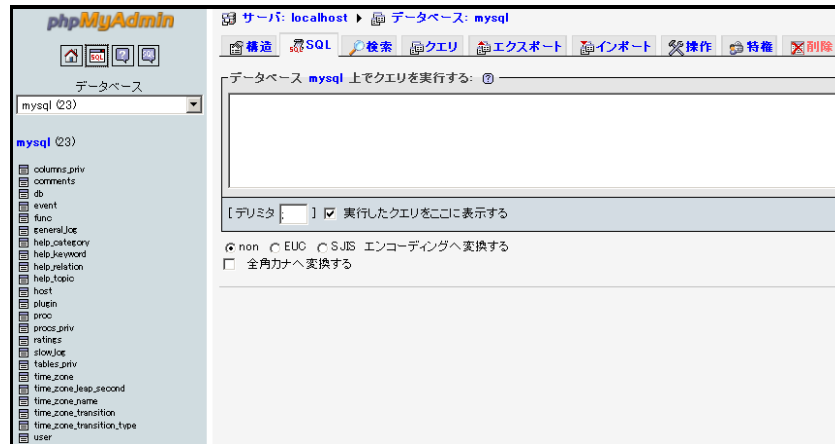 phpMyAdmin
データベース
mysql (23)
mysql (23)
columns_priv
comments
db
event
func
general_log
help_category
help_keyword
help_relation
help_topic
host
plugin
proc
procs_priv
ratings
slow_log
tables_priv
time_zone
time_zone_leap_second
time_zone_name
time_zone_transition
time_zone_transition_type
user
サーバ: localhost ▶ データベース: mysql
構造 SQL 検索 クエリ エクスポート インポート 操作 特権 削除
データベース mysql 上でクエリを実行する:
[ デリミタ ; ] 実行したクエリをここに表示する
non EUC SJIS エンコーディングへ変換する
全角カナへ変換する